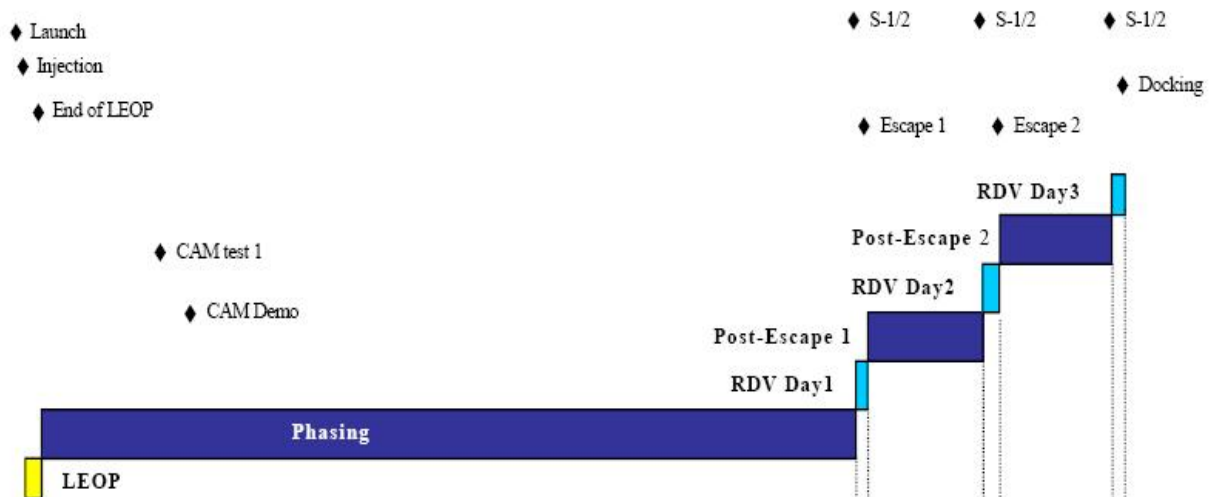 Launch
S-1/2
S-1/2
S-1/2
Injection
Docking
End of LEOP
Escape 1
Escape 2
RDV Day3
CAM test 1
Post-Escape 2
RDV Day2
CAM Demo
Post-Escape 1
RDV Day1
Phasing
LEOP